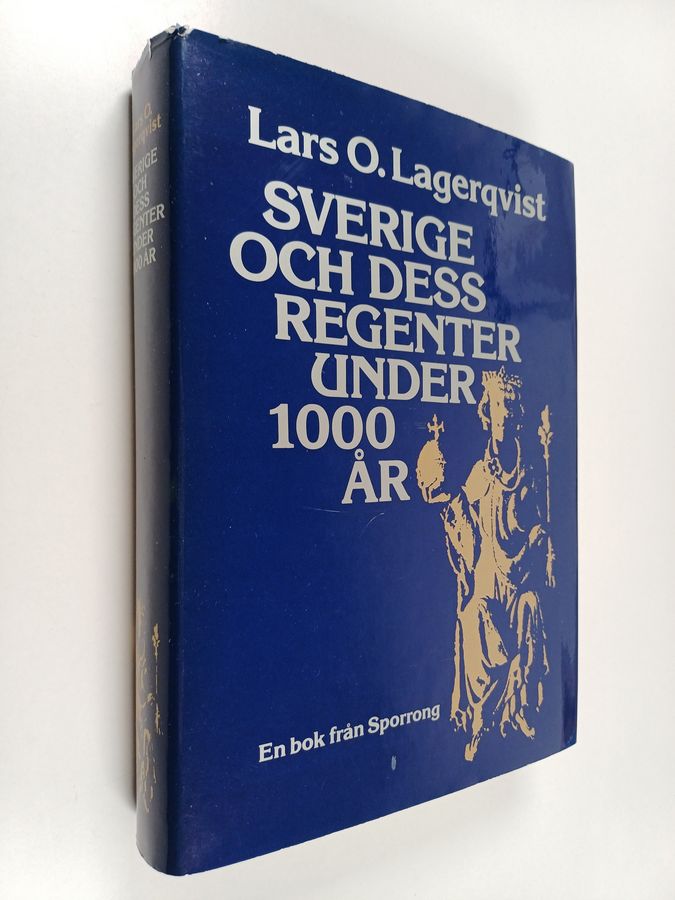 Lars O. Lagerqvist
SVERIGE
OCH DESS
REGENTER
UNDER
1000
ÅR
En bok från Sporrong